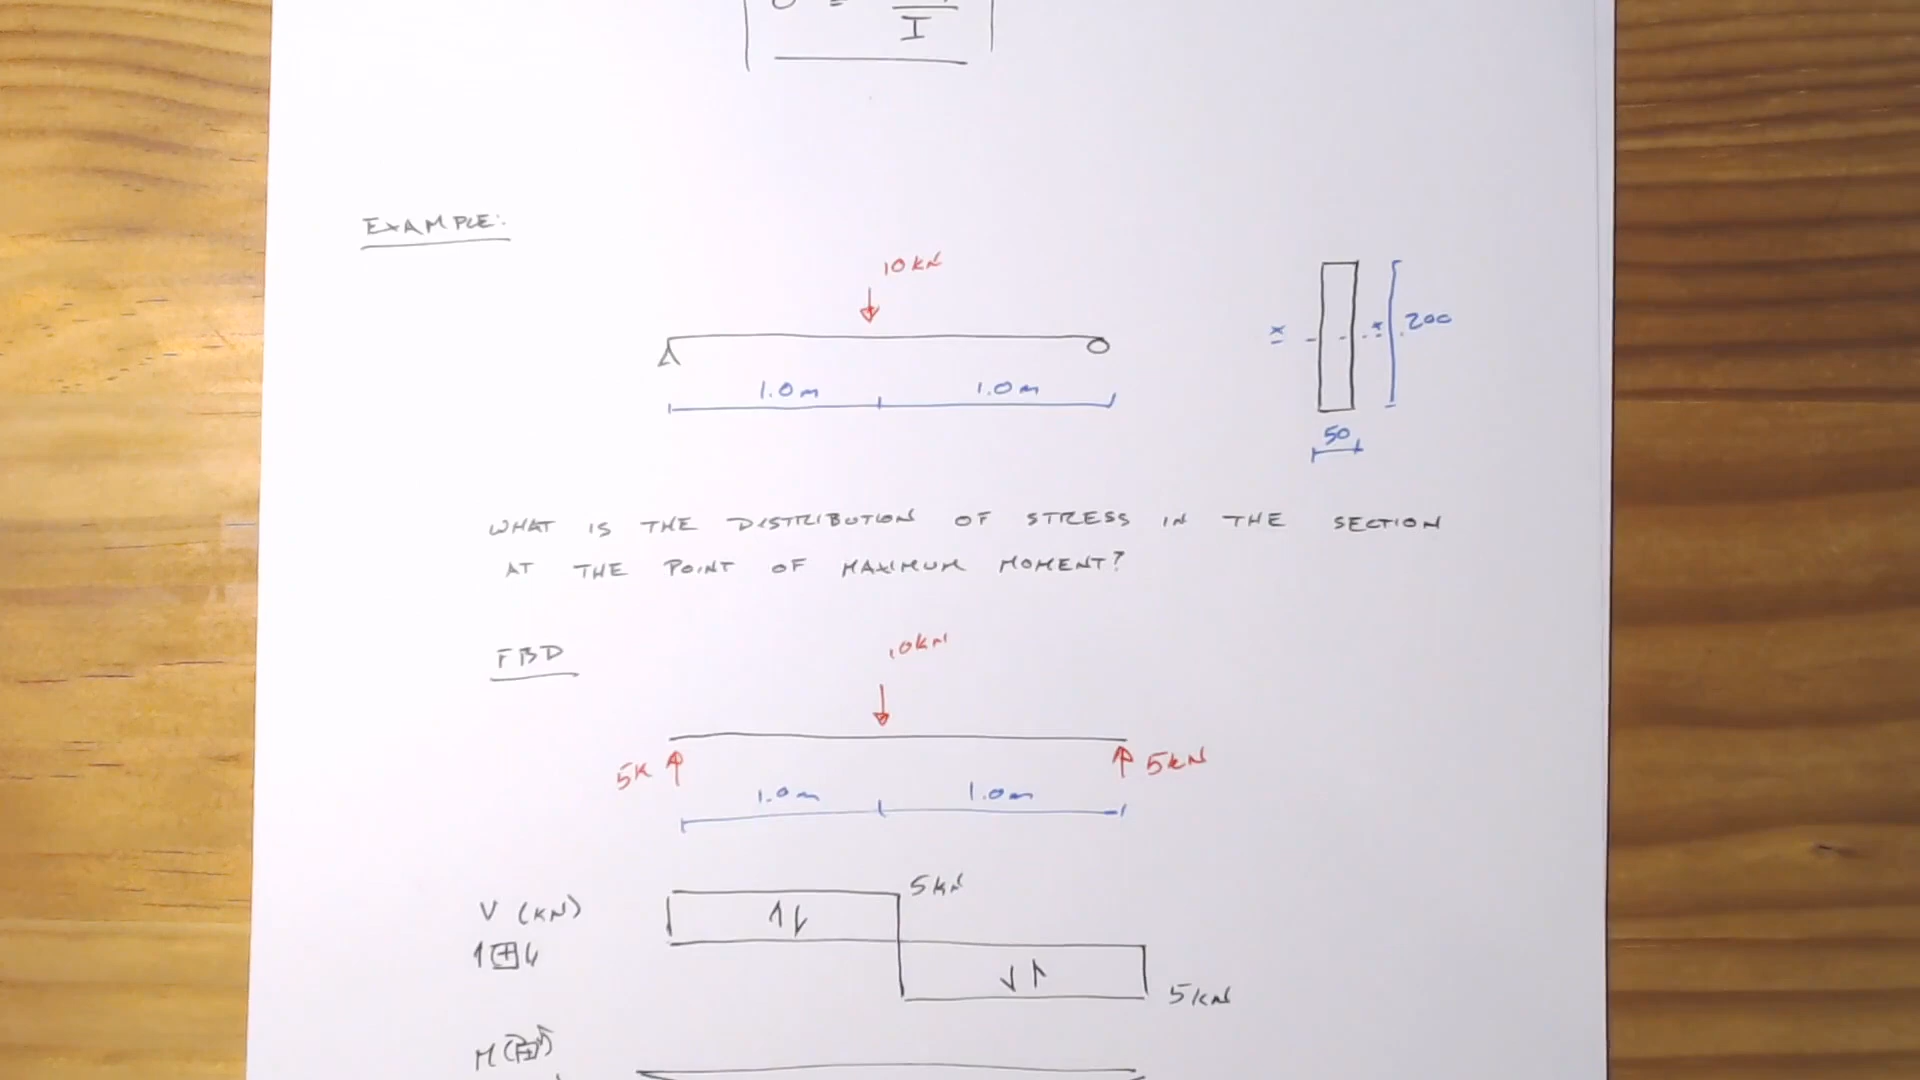 I
EXAMPLE:
10kN
1.0m 1.0m
x x
200
50
WHAT IS THE DISTRIBUTION OF STRESS IN THE SECTION
AT THE POINT OF MAXIMUM MOMENT?
FBD
10kN
5k 5kN
1.0m 1.0m
V (kN) 5kN
+
5kN
M (+)